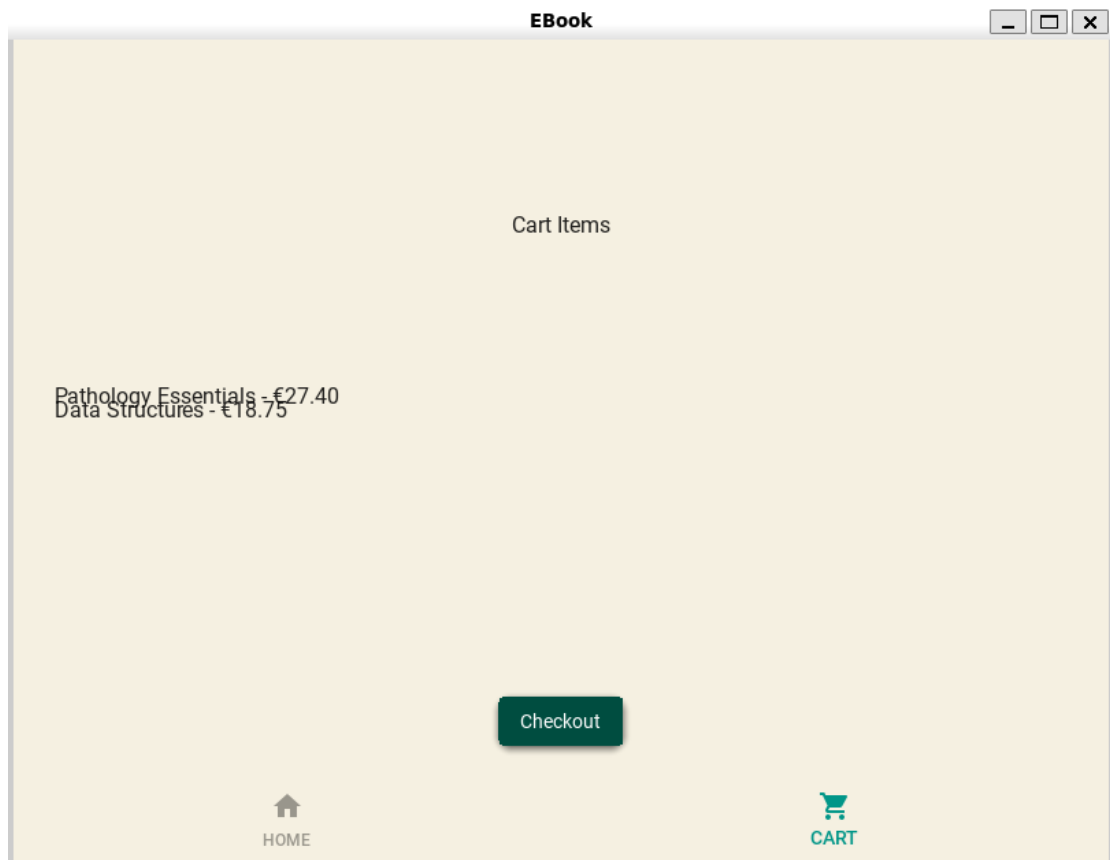 EBook
Cart Items
Pathology Essentials - €27.40
Data Structures - €18.75
Checkout
HOME
CART